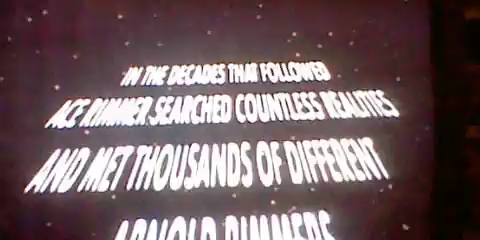 IN THE DECADES THAT FOLLOWED
ACE RIMMER SEARCHED COUNTLESS REALITIES
AND MET THOUSANDS OF DIFFERENT
ARNOLD RIMMERS